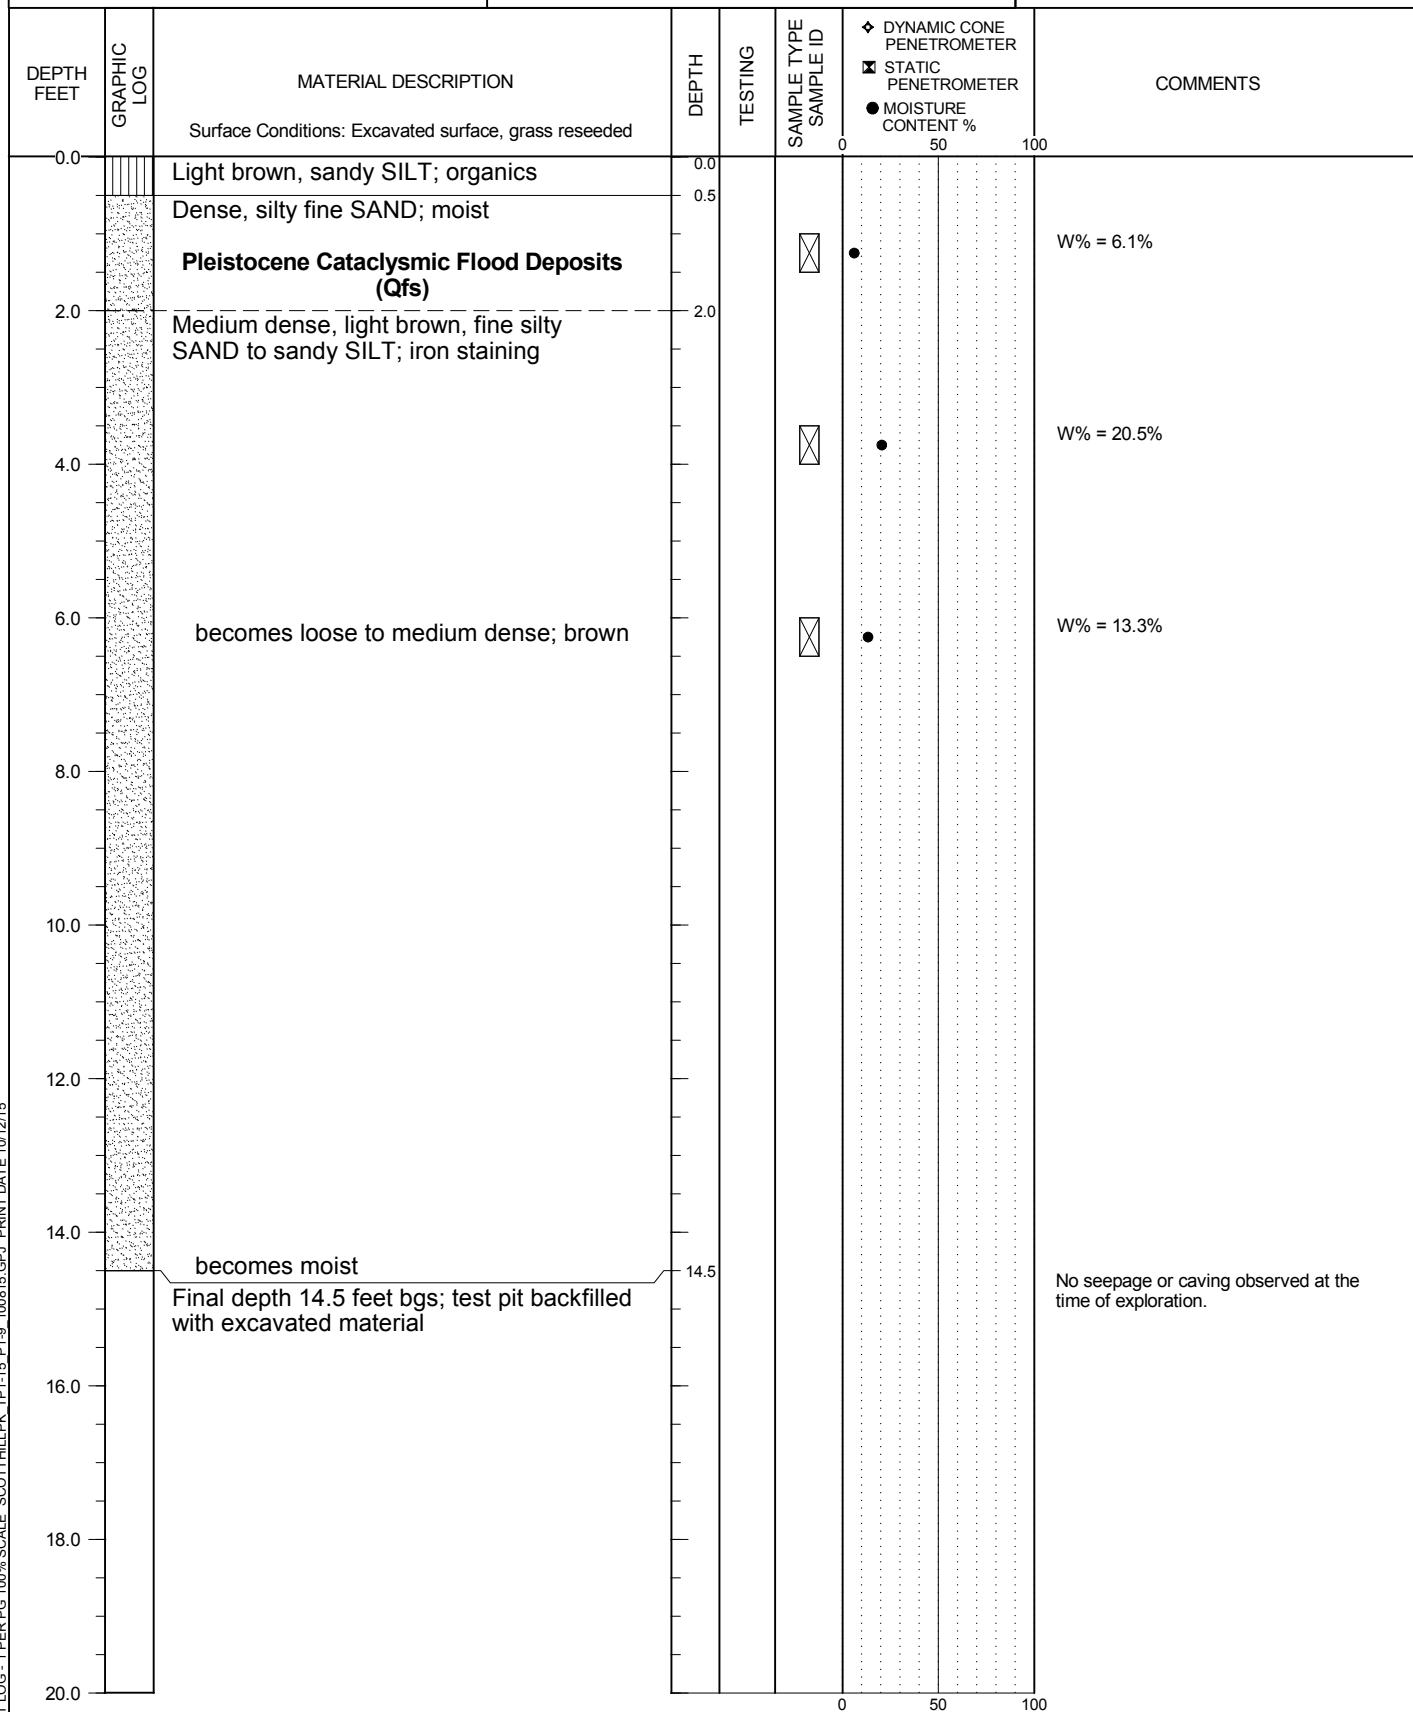 DEPTH
FEET
GRAPHIC
LOG
MATERIAL DESCRIPTION
Surface Conditions: Excavated surface, grass reseeded
DEPTH
TESTING
SAMPLE TYPE
SAMPLE ID
DYNAMIC CONE
PENETROMETER
STATIC
PENETROMETER
MOISTURE
CONTENT %
COMMENTS
0 50 100
0.0
Light brown, sandy SILT; organics
0.0
0.5
Dense, silty fine SAND; moist
W% = 6.1%
Pleistocene Cataclysmic Flood Deposits
(Qfs)
2.0
2.0
Medium dense, light brown, fine silty
SAND to sandy SILT; iron staining
W% = 20.5%
4.0
6.0
becomes loose to medium dense; brown
W% = 13.3%
8.0
10.0
12.0
14.0
becomes moist
14.5
Final depth 14.5 feet bgs; test pit backfilled
with excavated material
No seepage or caving observed at the
time of exploration.
16.0
18.0
20.0
0 50 100